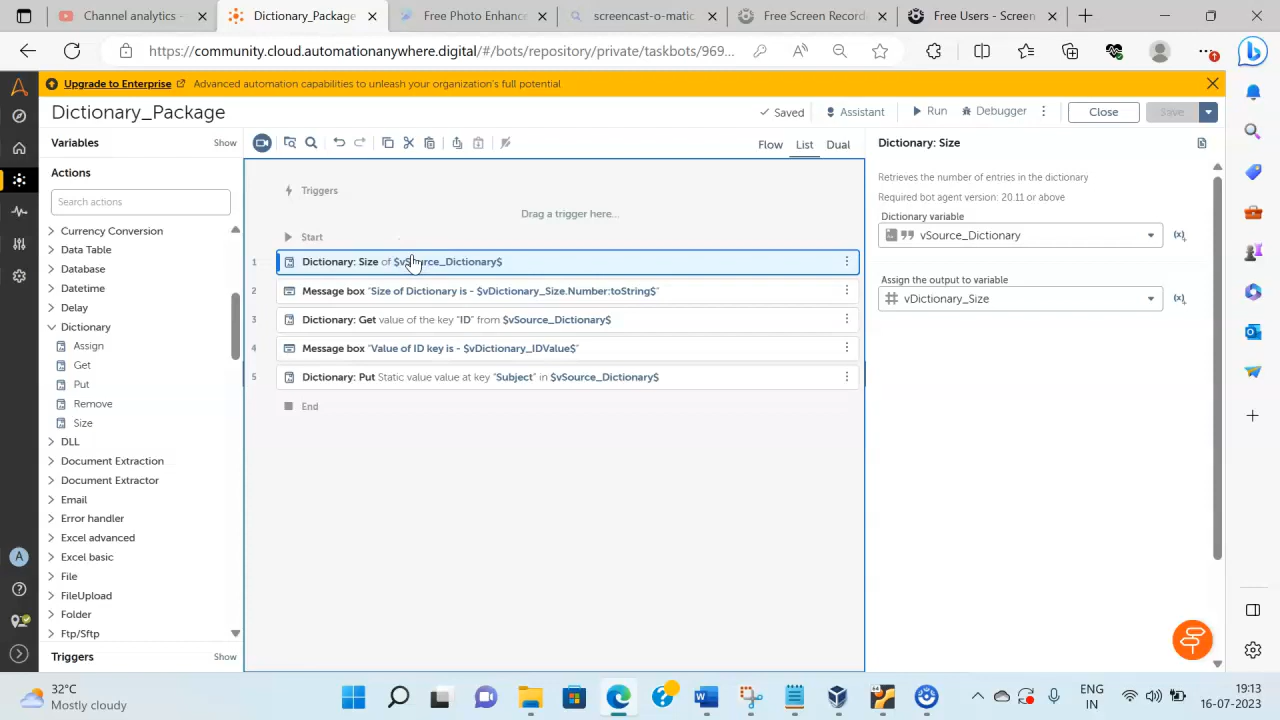 Services
Dictionary_Package
Free Photo Enhancer
screencast-o-matic
Free Screen Record
Free Users - Screen
https://community.cloud.automationanywhere.digital/#/bots/repository/private/taskbots/969...
Upgrade to Enterprise
Advanced automation capabilities to unleash your organization's full potential
Dictionary_Package
Saved
Assistant
Run
Debugger
Close
Save
Variables
Show
Flow
List
Dual
Actions
Search actions
Currency Conversion
Data Table
Database
Datetime
Delay
Dictionary
Assign
Get
Put
Remove
Size
DLL
Document Extraction
Document Extractor
Email
Error handler
Excel advanced
Excel basic
File
FileUpload
Folder
Ftp/Sftp
Triggers
Show
Triggers
Drag a trigger here...
Start
1 Dictionary: Size of $vSource_Dictionary$
2 Message box "Size of Dictionary is - $vDictionary_Size.Number:toString$"
3 Dictionary: Get value of the key "ID" from $vSource_Dictionary$
4 Message box "Value of ID key is - $vDictionary_IDValue$"
5 Dictionary: Put Static value value at key "Subject" in $vSource_Dictionary$
End
Dictionary: Size
Retrieves the number of entries in the dictionary
Required bot agent version: 20.11 or above
Dictionary variable
vSource_Dictionary
(x)
Assign the output to variable
vDictionary_Size
(x)
A
32°C
Mostly cloudy
ENG
IN
19:13
16-07-2023